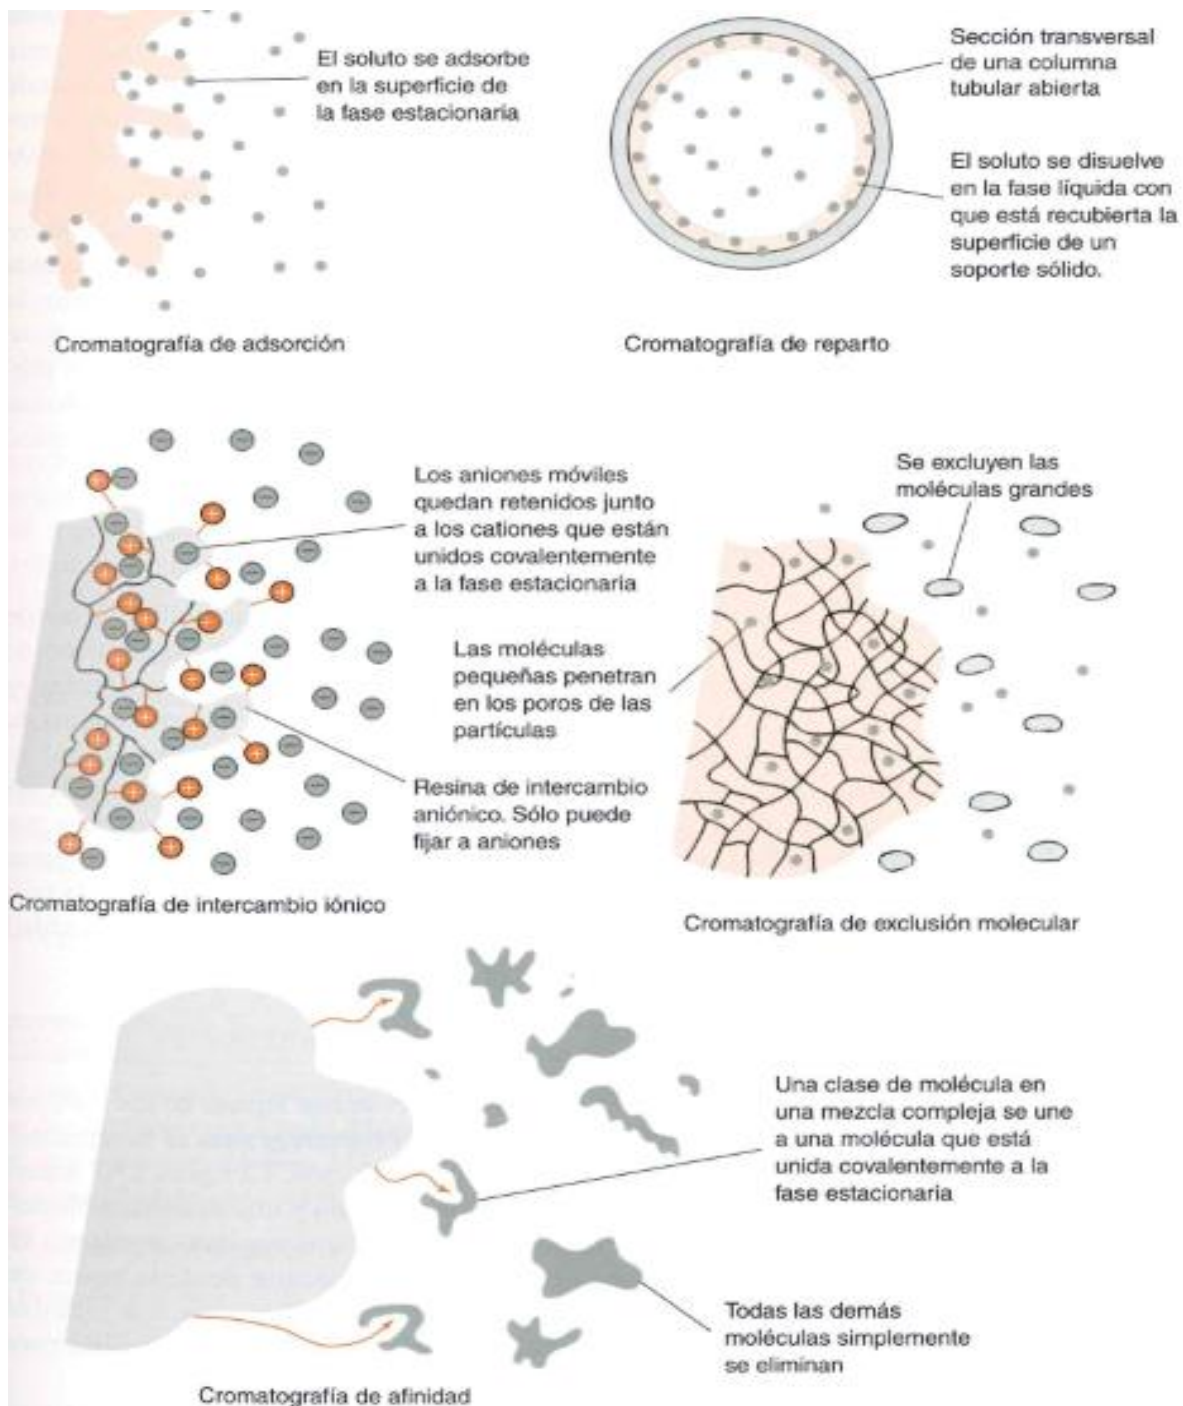 El soluto se adsorbe
en la superficie de
la fase estacionaria
Cromatografía de adsorción
Sección transversal
de una columna
tubular abierta
El soluto se disuelve
en la fase líquida con
que está recubierta la
superficie de un
soporte sólido.
Cromatografía de reparto
Los aniones móviles
quedan retenidos junto
a los cationes que están
unidos covalentemente
a la fase estacionaria
Resina de intercambio
aniónico. Sólo puede
fijar a aniones
Cromatografía de intercambio iónico
Se excluyen las
moléculas grandes
Las moléculas
pequeñas penetran
en los poros de las
partículas
Cromatografía de exclusión molecular
Una clase de molécula en
una mezcla compleja se une
a una molécula que está
unida covalentemente a la
fase estacionaria
Todas las demás
moléculas simplemente
se eliminan
Cromatografía de afinidad